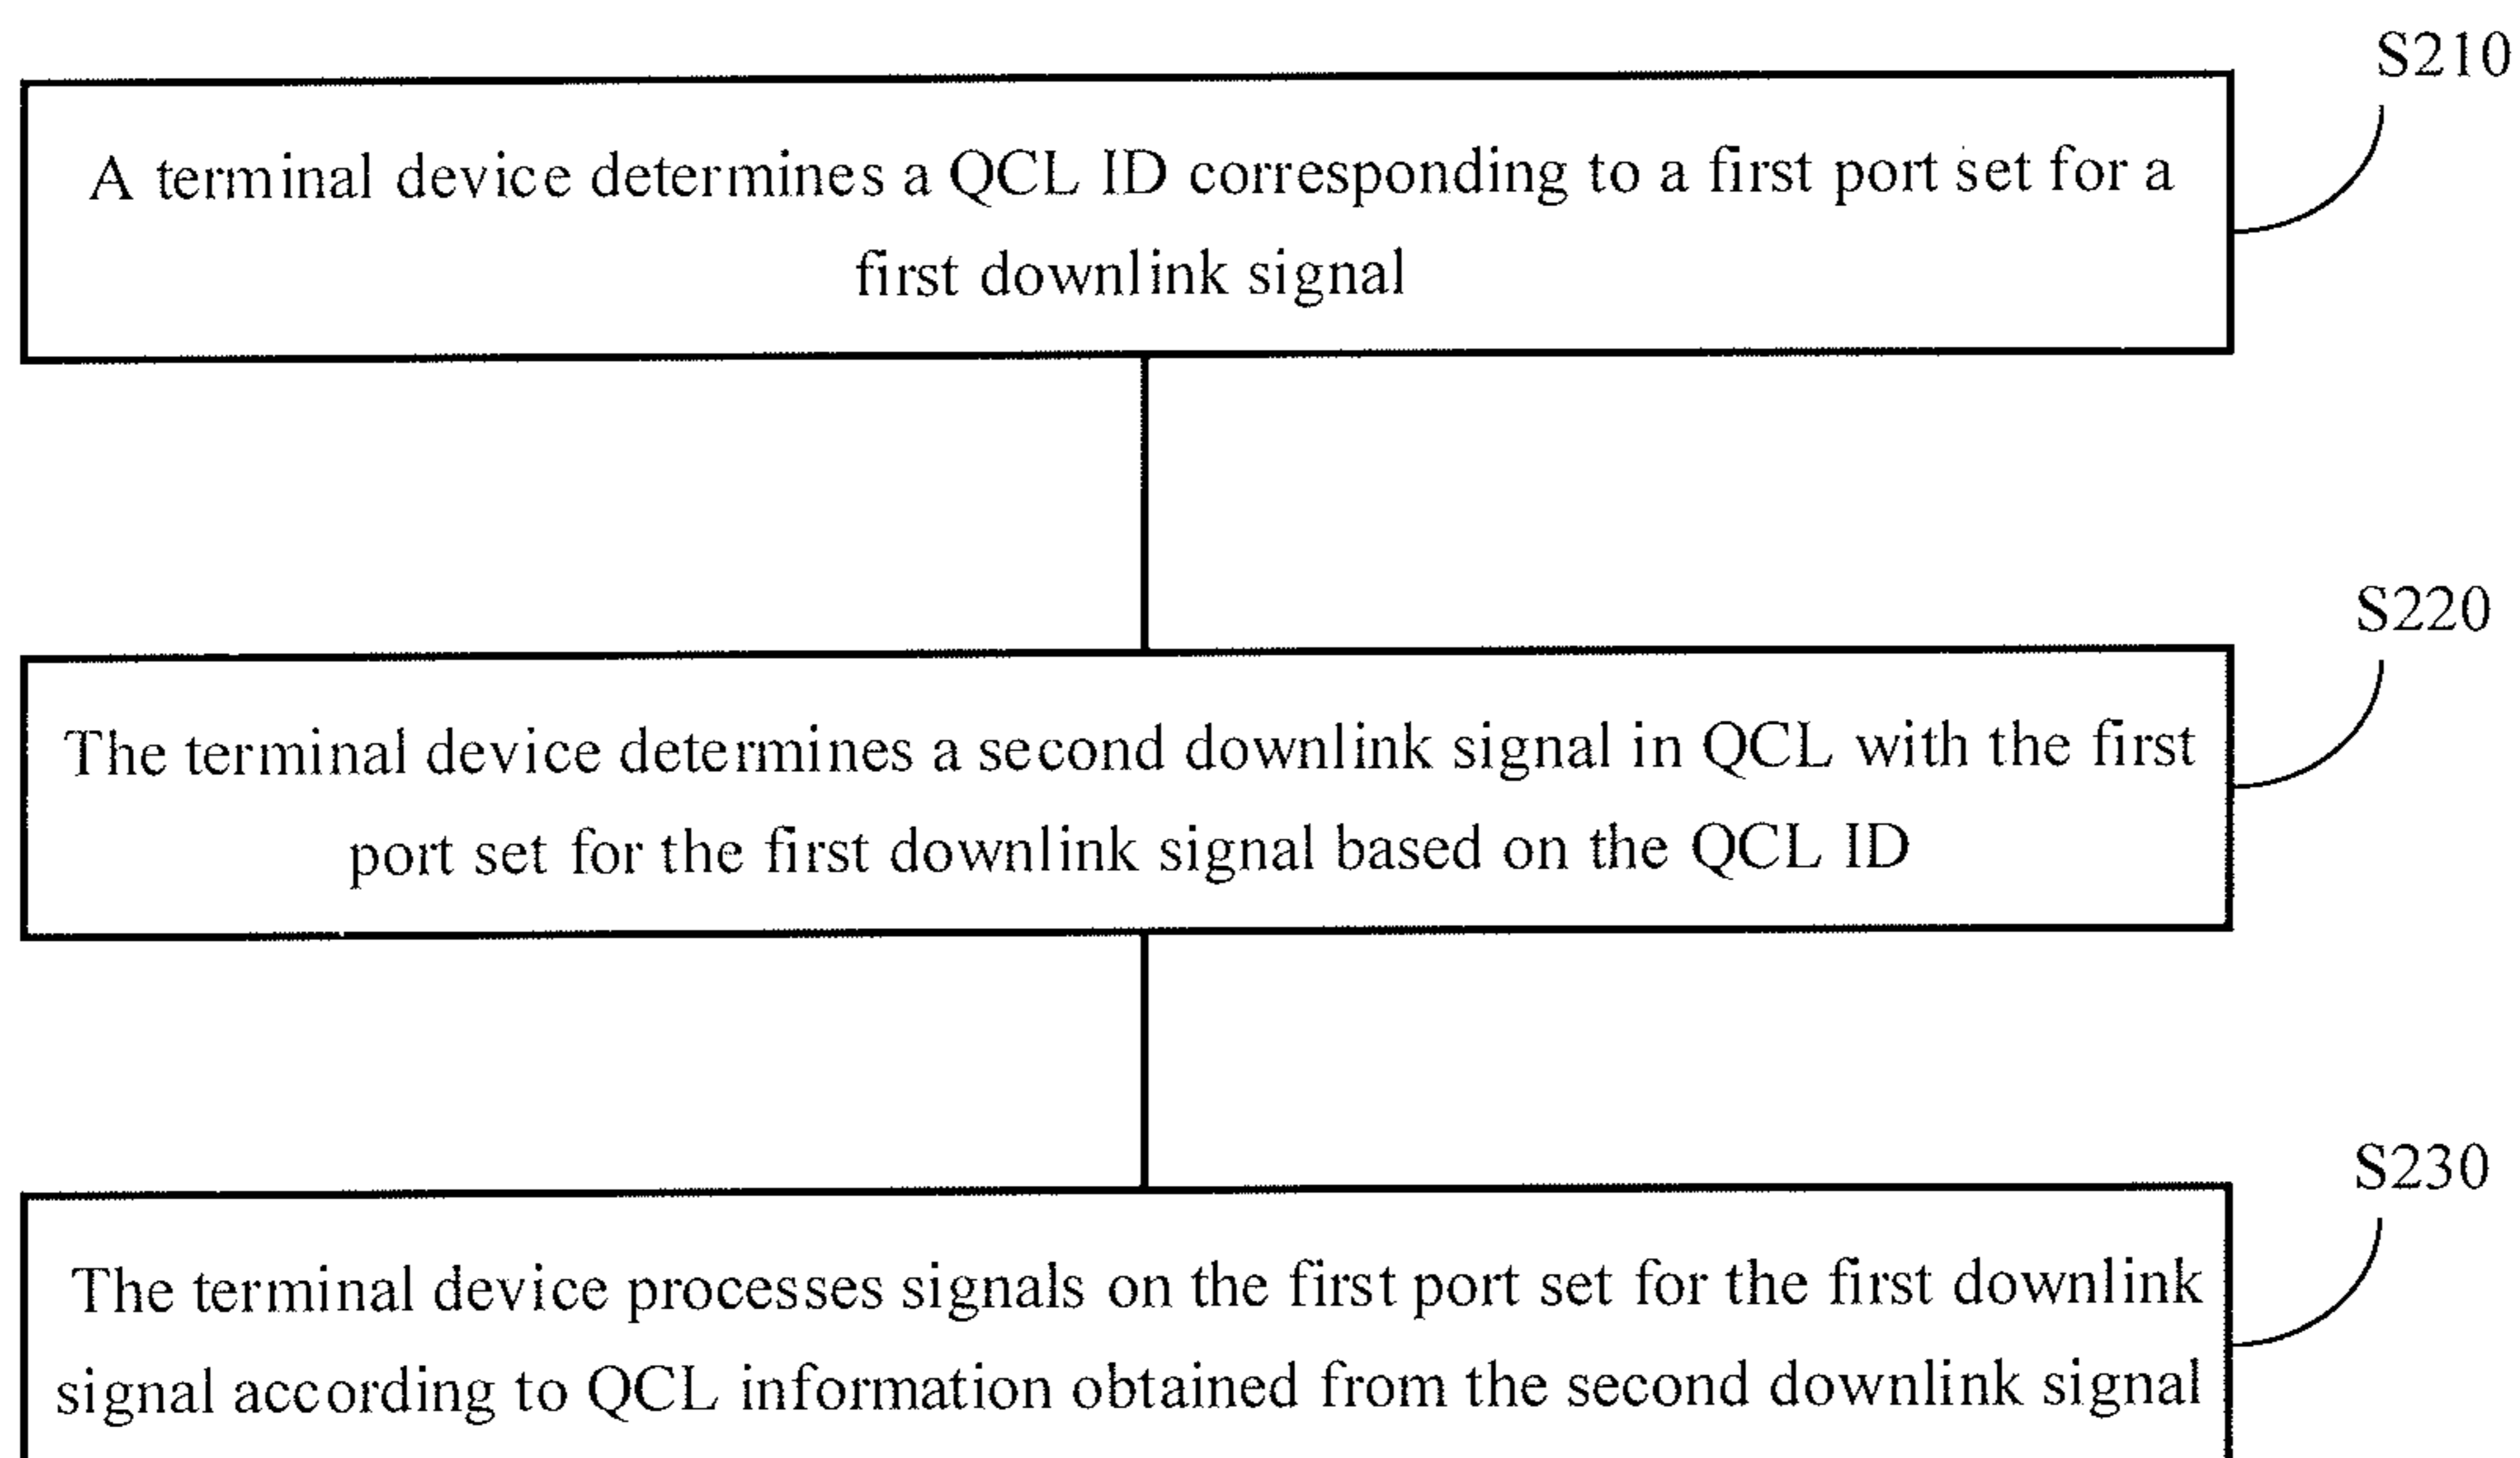 S210
A terminal device determines a QCL ID corresponding to a first port set for a
first downlink signal
S220
The terminal device determines a second downlink signal in QCL with the first
port set for the first downlink signal based on the QCL ID
S230
The terminal device processes signals on the first port set for the first downlink
signal according to QCL information obtained from the second downlink signal